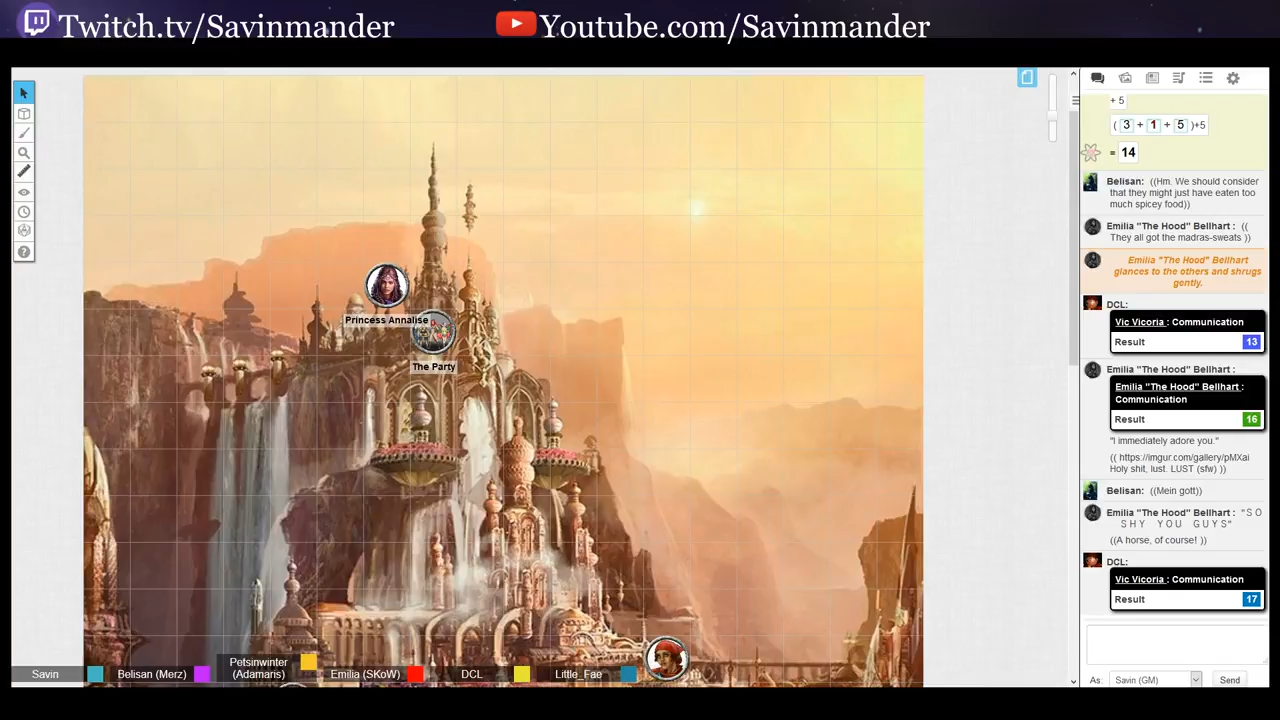 Twitch.tv/Savinmander
Youtube.com/Savinmander
Princess Annalise
The Party
+ 5
( 3 + 1 + 5 )+5
= 14
Belisan: ((Hm. We should consider
that they might just have eaten too
much spicey food))
Emilia "The Hood" Bellhart : ((
They all got the madras-sweats ))
Emilia "The Hood" Bellhart
glances to the others and shrugs
gently.
DCL:
Vic Vicoria : Communication
Result 13
Emilia "The Hood" Bellhart :
Emilia "The Hood" Bellhart :
Communication
Result 16
"I immediately adore you."
(( https://imgur.com/gallery/pMXai
Holy shit, lust. LUST (sfw) ))
Belisan: ((Mein gott))
Emilia "The Hood" Bellhart : "S O
S H Y Y O U G U Y S"
((A horse, of course! ))
DCL:
Vic Vicoria : Communication
Result 17
As: Savin (GM) Send
Savin
Belisan (Merz)
Petsinwinter
(Adamaris)
Emilia (SKoW)
DCL
Little_Fae